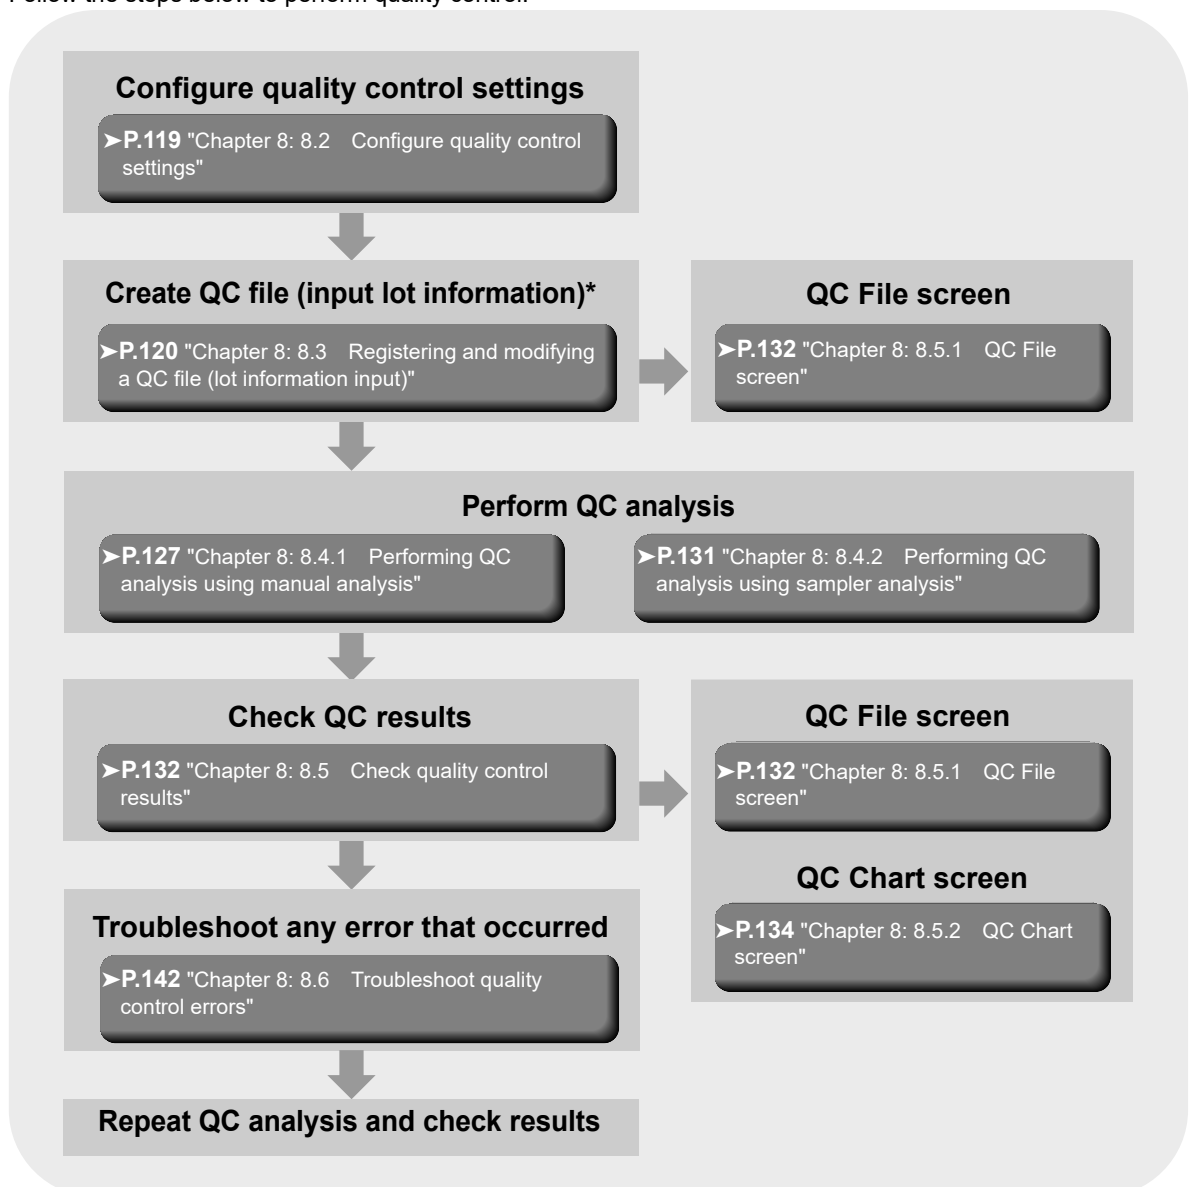 Follow the steps below to perform quality control.
Configure quality control settings
➤P.119 "Chapter 8: 8.2 Configure quality control
settings"
Create QC file (input lot information)*
➤P.120 "Chapter 8: 8.3 Registering and modifying
a QC file (lot information input)"
QC File screen
➤P.132 "Chapter 8: 8.5.1 QC File
screen"
Perform QC analysis
➤P.127 "Chapter 8: 8.4.1 Performing QC
analysis using manual analysis"
➤P.131 "Chapter 8: 8.4.2 Performing QC
analysis using sampler analysis"
Check QC results
➤P.132 "Chapter 8: 8.5 Check quality control
results"
QC File screen
➤P.132 "Chapter 8: 8.5.1 QC File
screen"
QC Chart screen
➤P.134 "Chapter 8: 8.5.2 QC Chart
screen"
Troubleshoot any error that occurred
➤P.142 "Chapter 8: 8.6 Troubleshoot quality
control errors"
Repeat QC analysis and check results